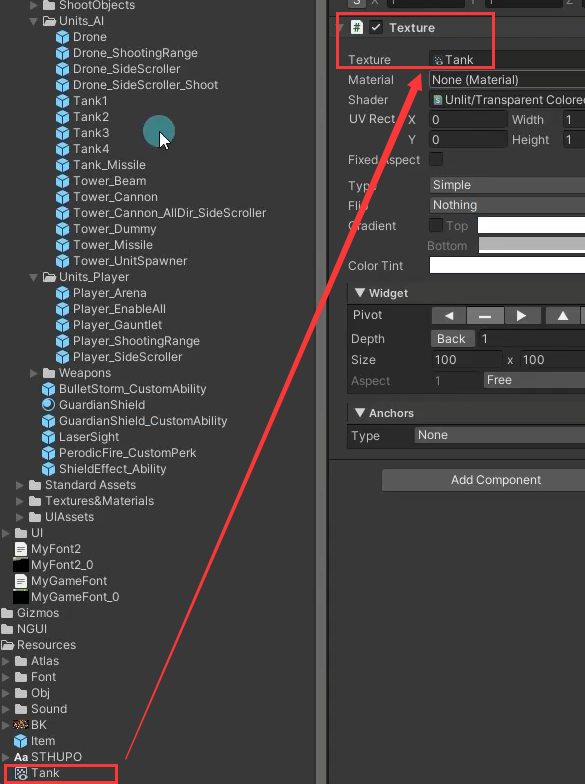 ShootObjects
Units_AI
Drone
Drone_ShootingRange
Drone_SideScroller
Drone_SideScroller_Shoot
Tank1
Tank2
Tank3
Tank4
Tank_Missile
Tower_Beam
Tower_Cannon
Tower_Cannon_AllDir_SideScroller
Tower_Dummy
Tower_Missile
Tower_UnitSpawner
Units_Player
Player_Arena
Player_EnableAll
Player_Gauntlet
Player_ShootingRange
Player_SideScroller
Weapons
BulletStorm_CustomAbility
GuardianShield
GuardianShield_CustomAbility
LaserSight
PerodicFire_CustomPerk
ShieldEffect_Ability
Standard Assets
Textures&Materials
UIAssets
UI
MyFont2
MyFont2_0
MyGameFont
MyGameFont_0
Gizmos
NGUI
Resources
Atlas
Font
Obj
Sound
BK
Item
Aa STHUPO
Tank
S X 1 Y 1 Z
# Texture
Texture Tank
Material None (Material)
Shader Unlit/Transparent Colored
UV Rect X 0 Width 1
Y 0 Height 1
Fixed Aspect
Type Simple
Flip Nothing
Gradient Top
Bottom
Color Tint
Widget
Pivot
Depth Back 1
Size 100 x 100
Aspect 1 Free
Anchors
Type None
Add Component